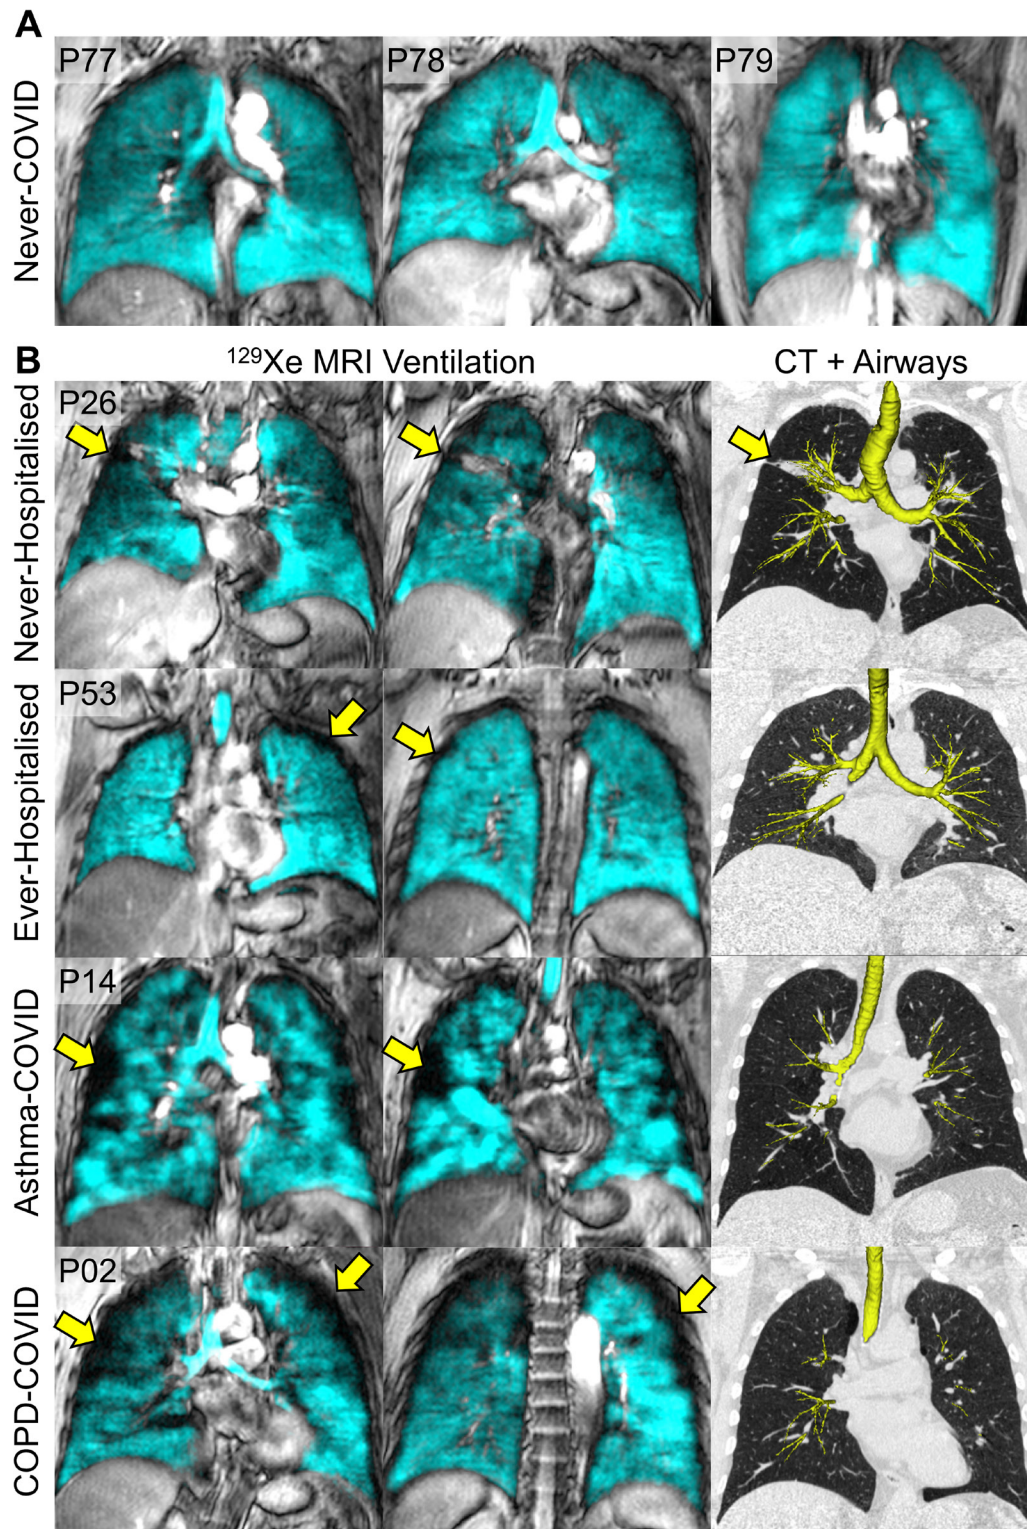 A
Never-COVID
P77
P78
P79
B
¹²⁹Xe MRI Ventilation
CT + Airways
Never-Hospitalised
P26
Ever-Hospitalised
P53
Asthma-COVID
P14
COPD-COVID
P02